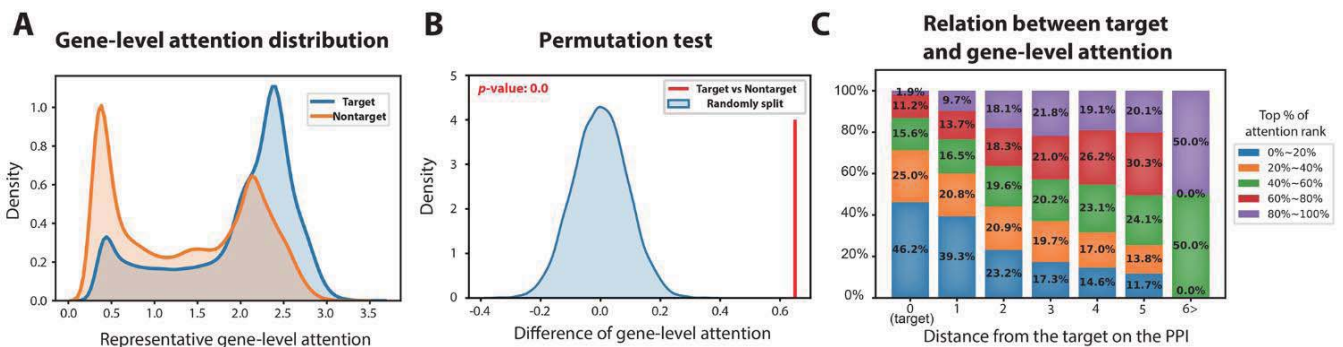 A
Gene-level attention distribution
Density
1.0
0.8
0.6
0.4
0.2
0.0
Target
Nontarget
0.0 0.5 1.0 1.5 2.0 2.5 3.0 3.5
Representative gene-level attention
B
Permutation test
Density
5
4
3
2
1
0
p-value: 0.0
Target vs Nontarget
Randomly split
-0.4 -0.2 0.0 0.2 0.4 0.6
Difference of gene-level attention
C
Relation between target
and gene-level attention
100%
80%
60%
40%
20%
0%
1.9%
11.2%
15.6%
25.0%
46.2%
9.7%
13.7%
16.5%
20.8%
39.3%
18.1%
18.3%
19.6%
20.9%
23.2%
21.8%
21.0%
20.2%
19.7%
17.3%
19.1%
26.2%
23.1%
17.0%
14.6%
20.1%
30.3%
24.1%
13.8%
11.7%
50.0%
0.0%
50.0%
0.0%
0 1 2 3 4 5 6>
(target)
Distance from the target on the PPI
Top % of
attention rank
0%~20%
20%~40%
40%~60%
60%~80%
80%~100%